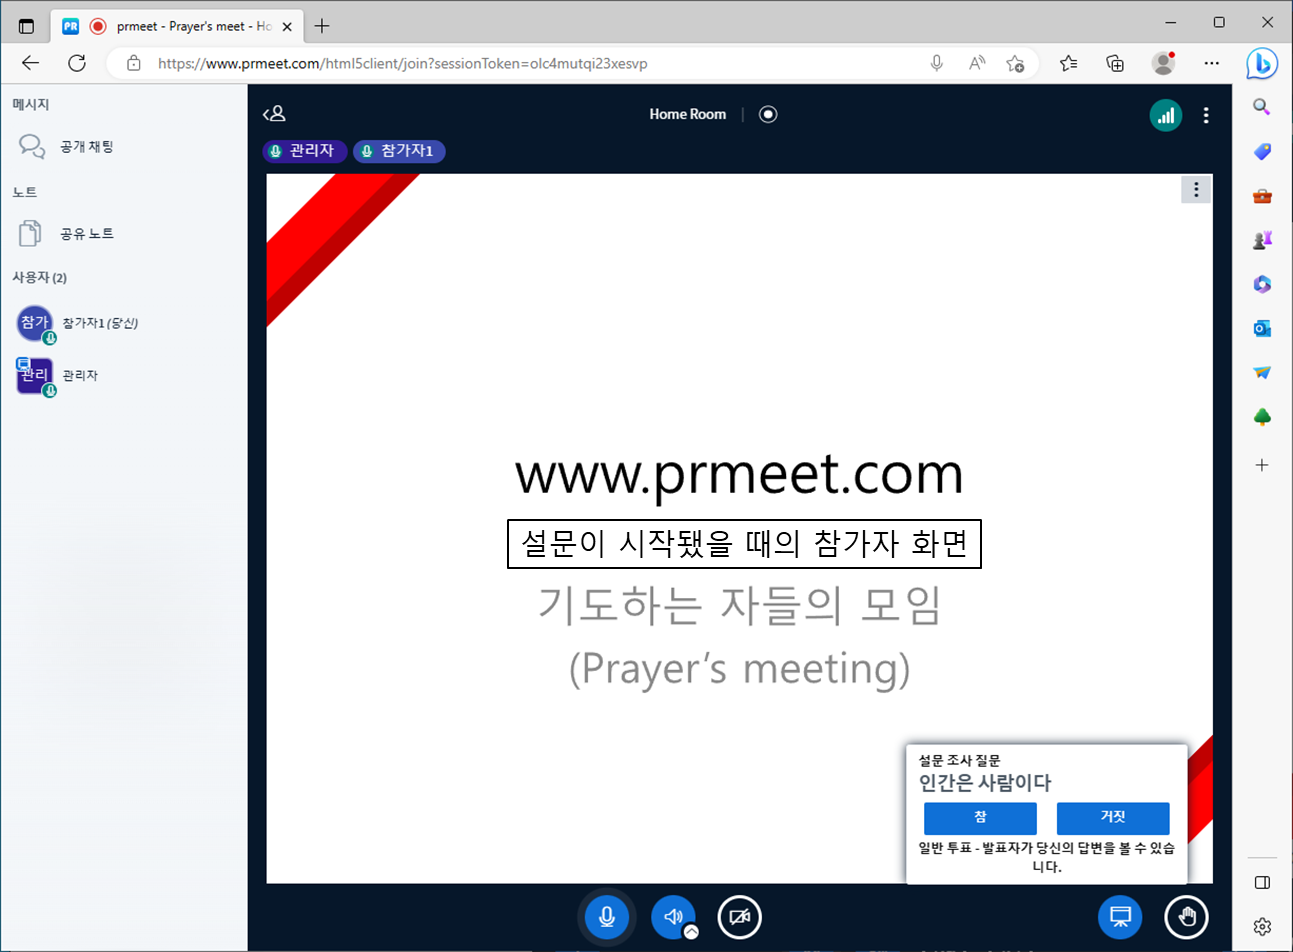 prmeet - Prayer's meet - Ho
https://www.prmeet.com/html5client/join?sessionToken=olc4mutqi23xesvp
메시지
공개 채팅
노트
공유 노트
사용자 (2)
참가 참가자1 (당신)
관리 관리자
Home Room
관리자 참가자1
www.prmeet.com
설문이 시작됐을 때의 참가자 화면
기도하는 자들의 모임
(Prayer’s meeting)
설문 조사 질문
인간은 사람이다
참 거짓
일반 투표 - 발표자가 당신의 답변을 볼 수 있습
니다.